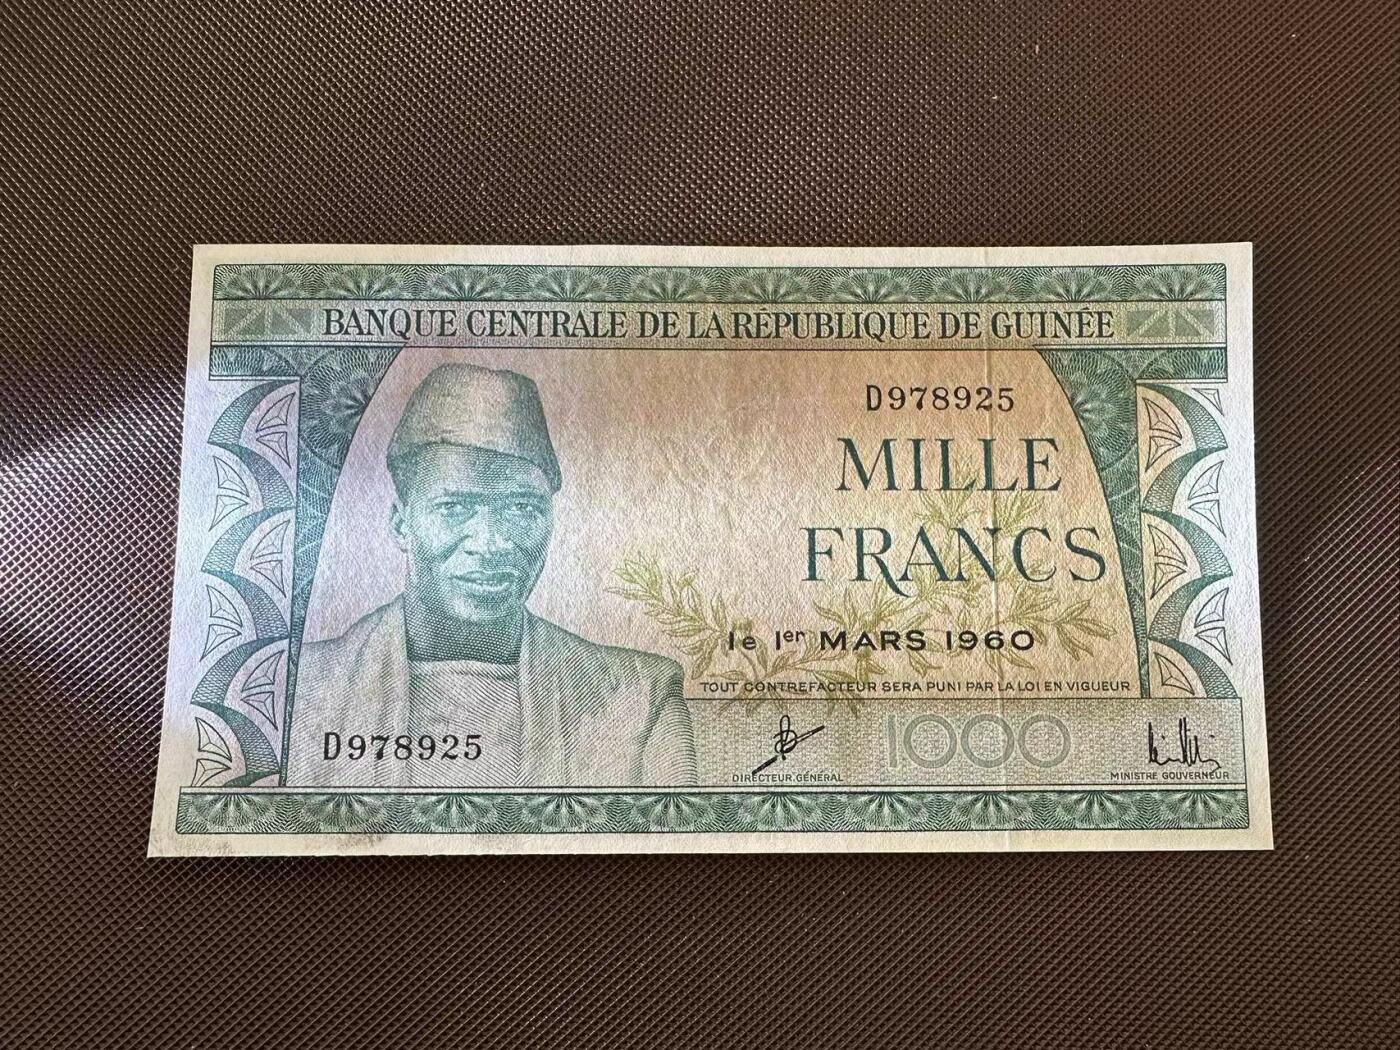 BANQUE CENTRALE DE LA RÉPUBLIQUE DE GUINÉE
D978925
MILLE
FRANCS
le 1er MARS 1960
TOUT CONTREFACTEUR SERA PUNI PAR LA LOI EN VIGUEUR
D978925
1000
DIRECTEUR GÉNÉRAL
MINISTRE GOUVERNEUR